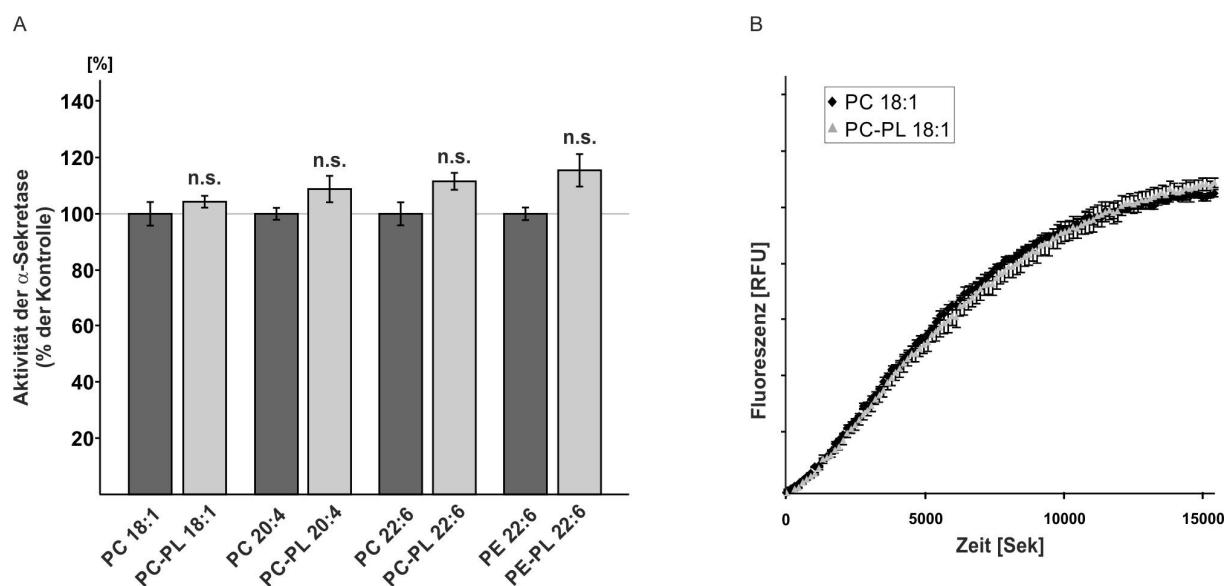 A
[%]
140
120
100
80
60
40
20
Aktivität der α-Sekretase
(% der Kontrolle)
n.s.
n.s.
n.s.
n.s.
PC 18:1
PC-PL 18:1
PC 20:4
PC-PL 20:4
PC 22:6
PC-PL 22:6
PE 22:6
PE-PL 22:6
B
PC 18:1
PC-PL 18:1
Fluoreszenz [RFU]
0
5000
10000
15000
Zeit [Sek]